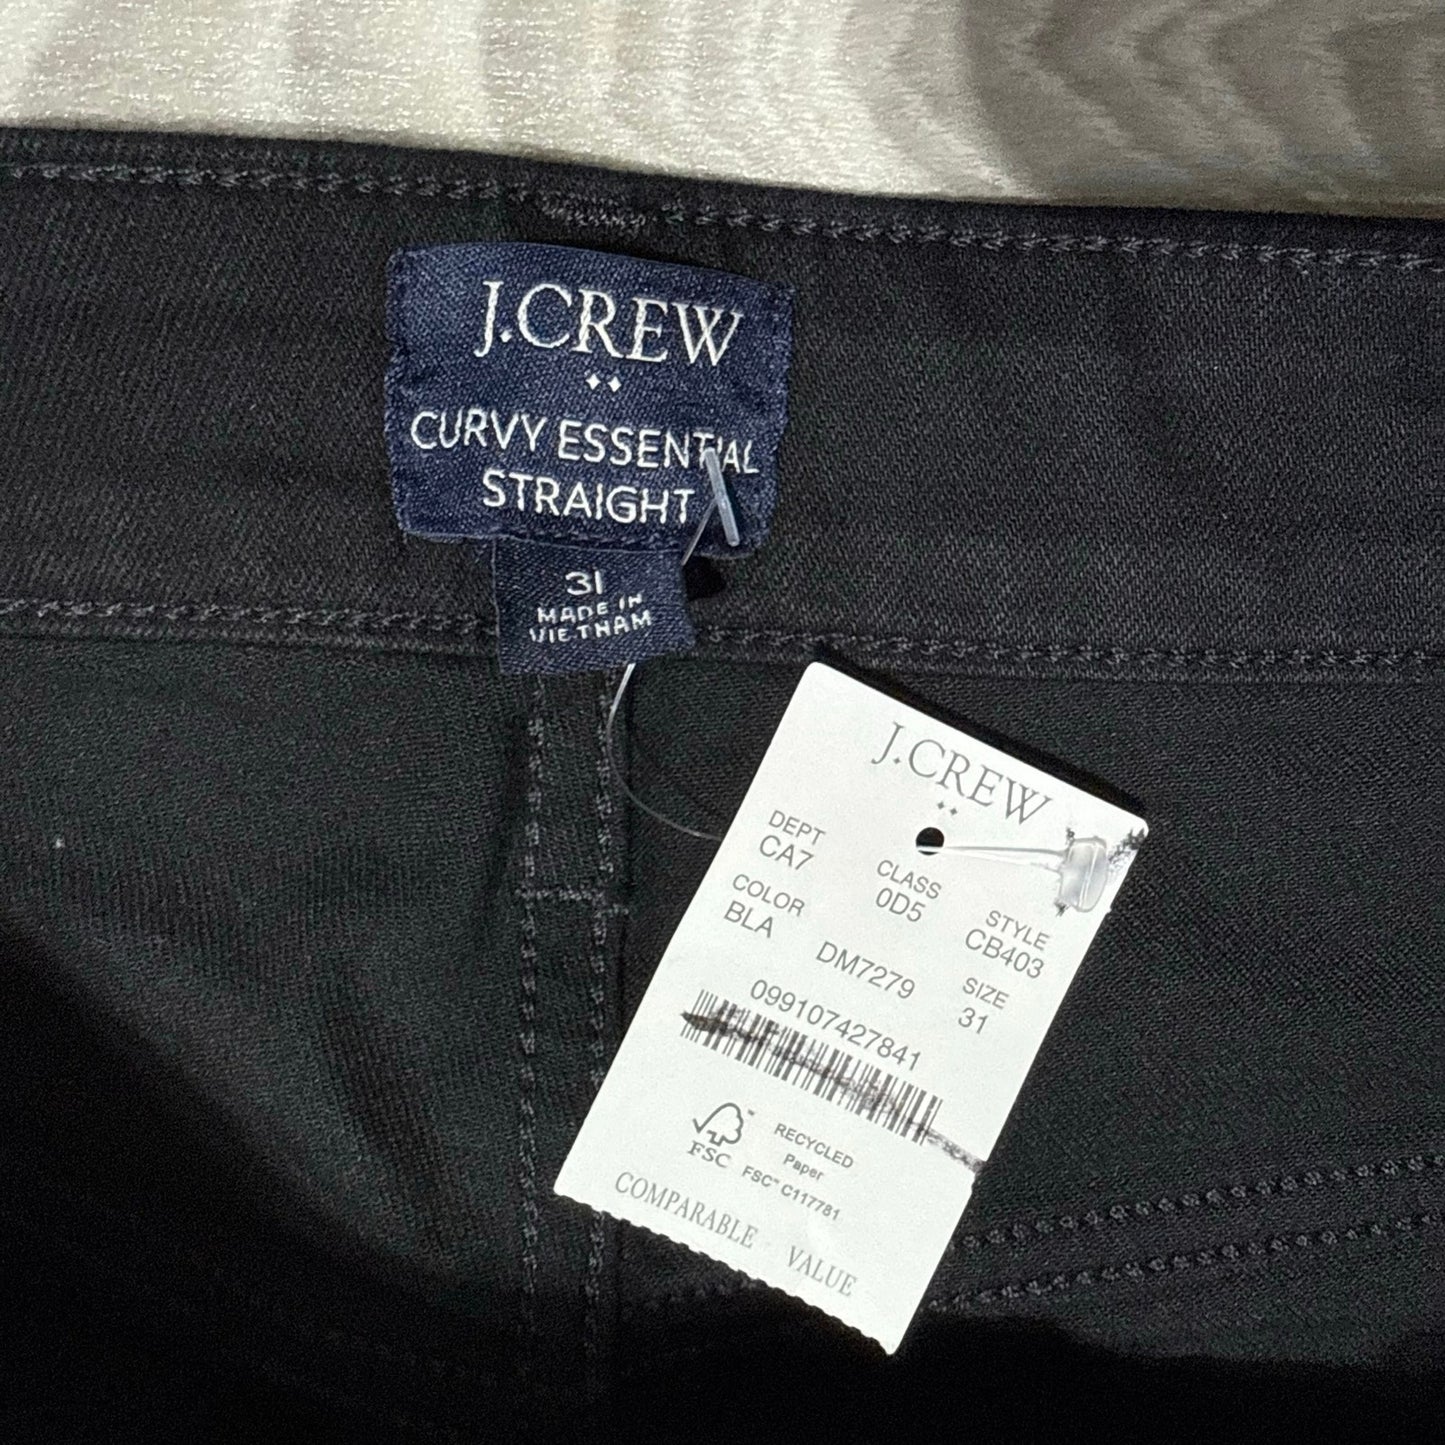 J.CREW
CURVY ESSENTIAL
STRAIGHT
31
MADE IN
VIETNAM
J.CREW
DEPT CLASS STYLE
CA7 0D5 CB403
COLOR SIZE
BLA DM7279 31
099107427841
FSC
RECYCLED
Paper
FSC™ C117781
COMPARABLE VALUE